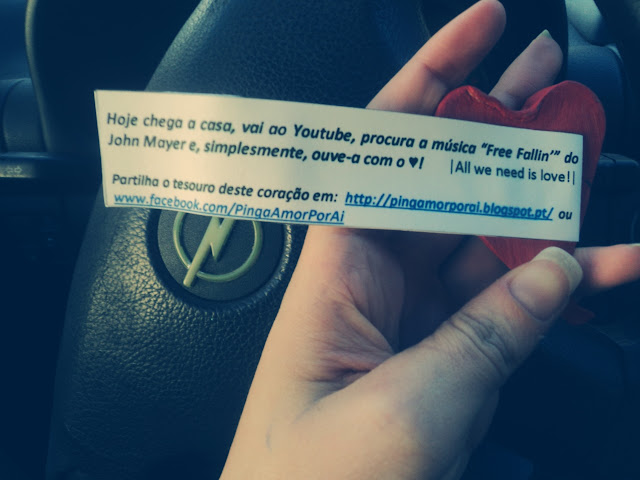 Hoje chega a casa, vai ao Youtube, procura a música "Free Fallin'" do
John Mayer e, simplesmente, ouve-a com o ♥! |All we need is love!|
Partilha o tesouro deste coração em: http://pingamorporai.blogspot.pt/ ou
www.facebook.com/PingaAmorPorAi